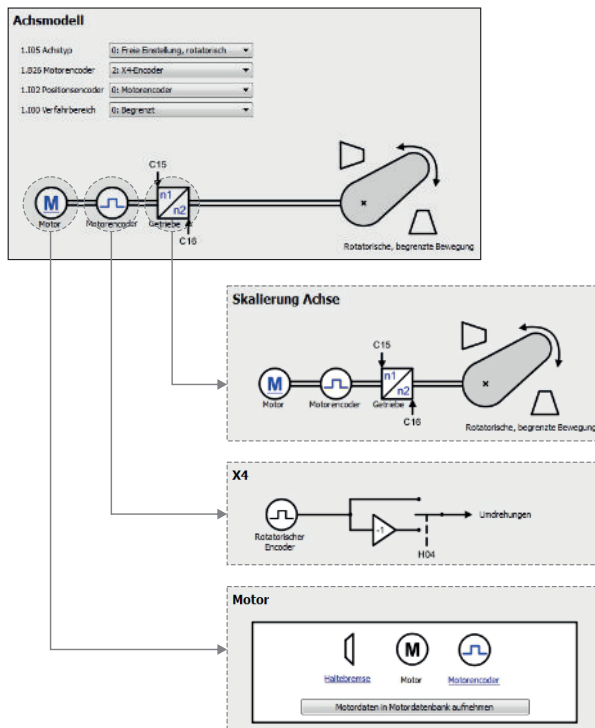 Achsmodell
1.I05 Achstyp 0: Freie Einstellung, rotatorisch
1.B26 Motorencoder 2: X4-Encoder
1.I02 Positionsencoder 0: Motorencoder
1.I00 Verfahrbereich 0: Begrenzt
C15
M n1 n2
Motor Motorencoder Getriebe
C16
Rotatorische, begrenzte Bewegung
Skalierung Achse
C15
M n1 n2
Motor Motorencoder Getriebe
C16
Rotatorische, begrenzte Bewegung
X4
Umdrehungen
-1
Rotatorischer
Encoder
H04
Motor
M
Haltebremse Motor Motorencoder
Motordaten in Motordatenbank aufnehmen